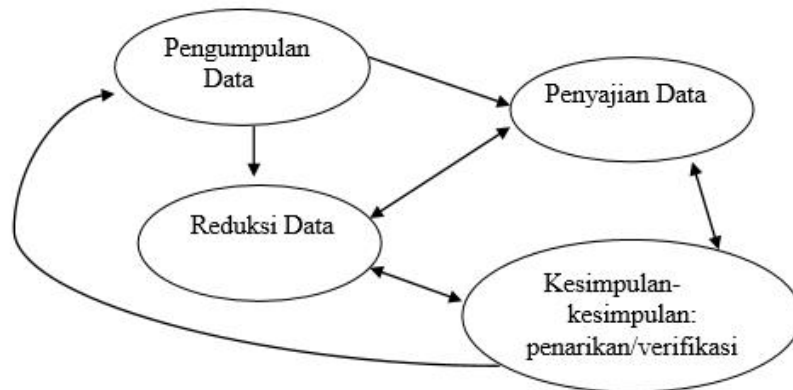 Pengumpulan
Data
Penyajian Data
Reduksi Data
Kesimpulan-
kesimpulan:
penarikan/verifikasi